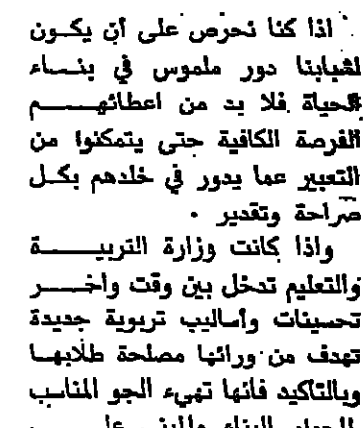 اذا كنا نحرص على أن يكون
لشبابنا دور ملموس في بناء
الحياة فلا بد من اعطائهم
الفرصة الكافية حتى يتمكنوا من
التعبير عما يدور في خلدهم بكل
صراحة وتقدير .
واذا كانت وزارة التربية
والتعليم تدخل بين وقت وآخر
تحسينات وأساليب تربوية جديدة
تهدف من ورائها مصلحة طلابها
وبالتاكيد فانها تهيء الجو المناسب